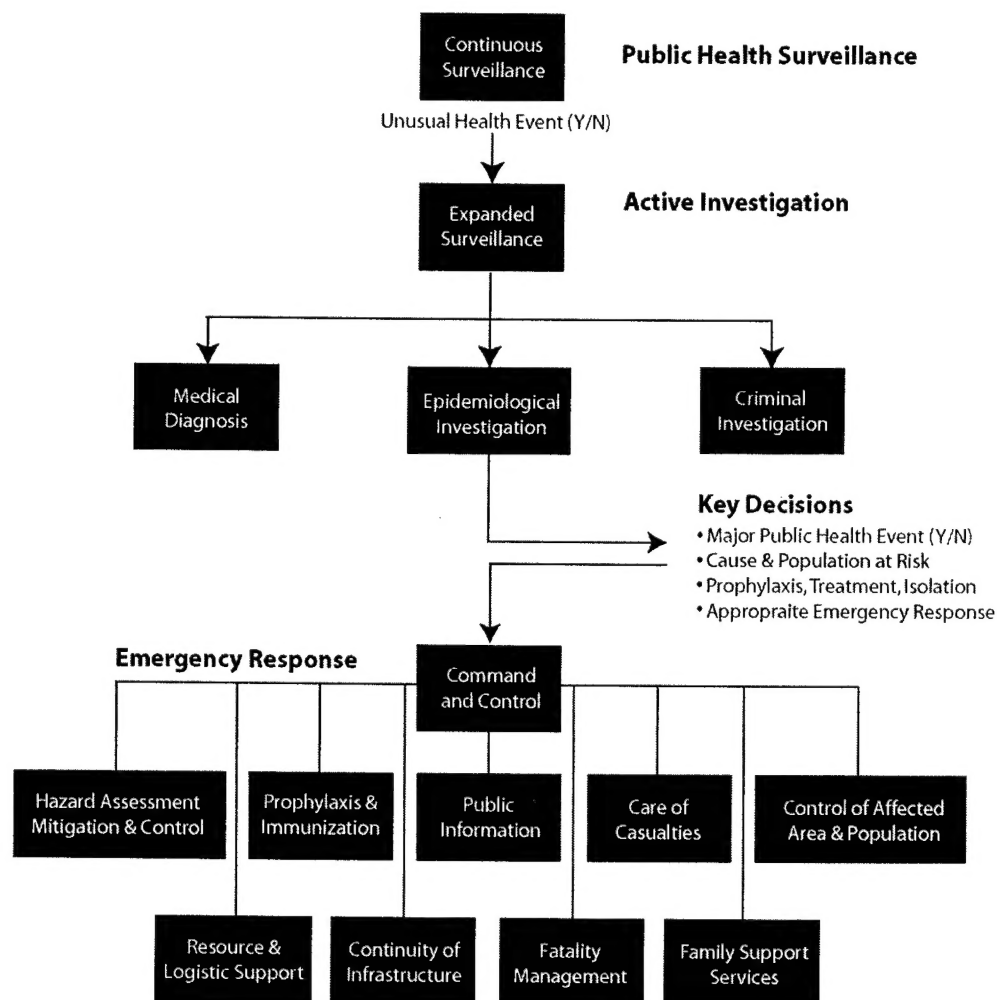 Continuous
Surveillance
Public Health Surveillance
Unusual Health Event (Y/N)
Expanded
Surveillance
Active Investigation
Medical
Diagnosis
Epidemiological
Investigation
Criminal
Investigation
Key Decisions
• Major Public Health Event (Y/N)
• Cause & Population at Risk
• Prophylaxis, Treatment, Isolation
• Appropraite Emergency Response
Emergency Response
Command
and Control
Hazard Assessment
Mitigation & Control
Prophylaxis &
Immunization
Public
Information
Care of
Casualties
Control of Affected
Area & Population
Resource &
Logistic Support
Continuity of
Infrastructure
Fatality
Management
Family Support
Services